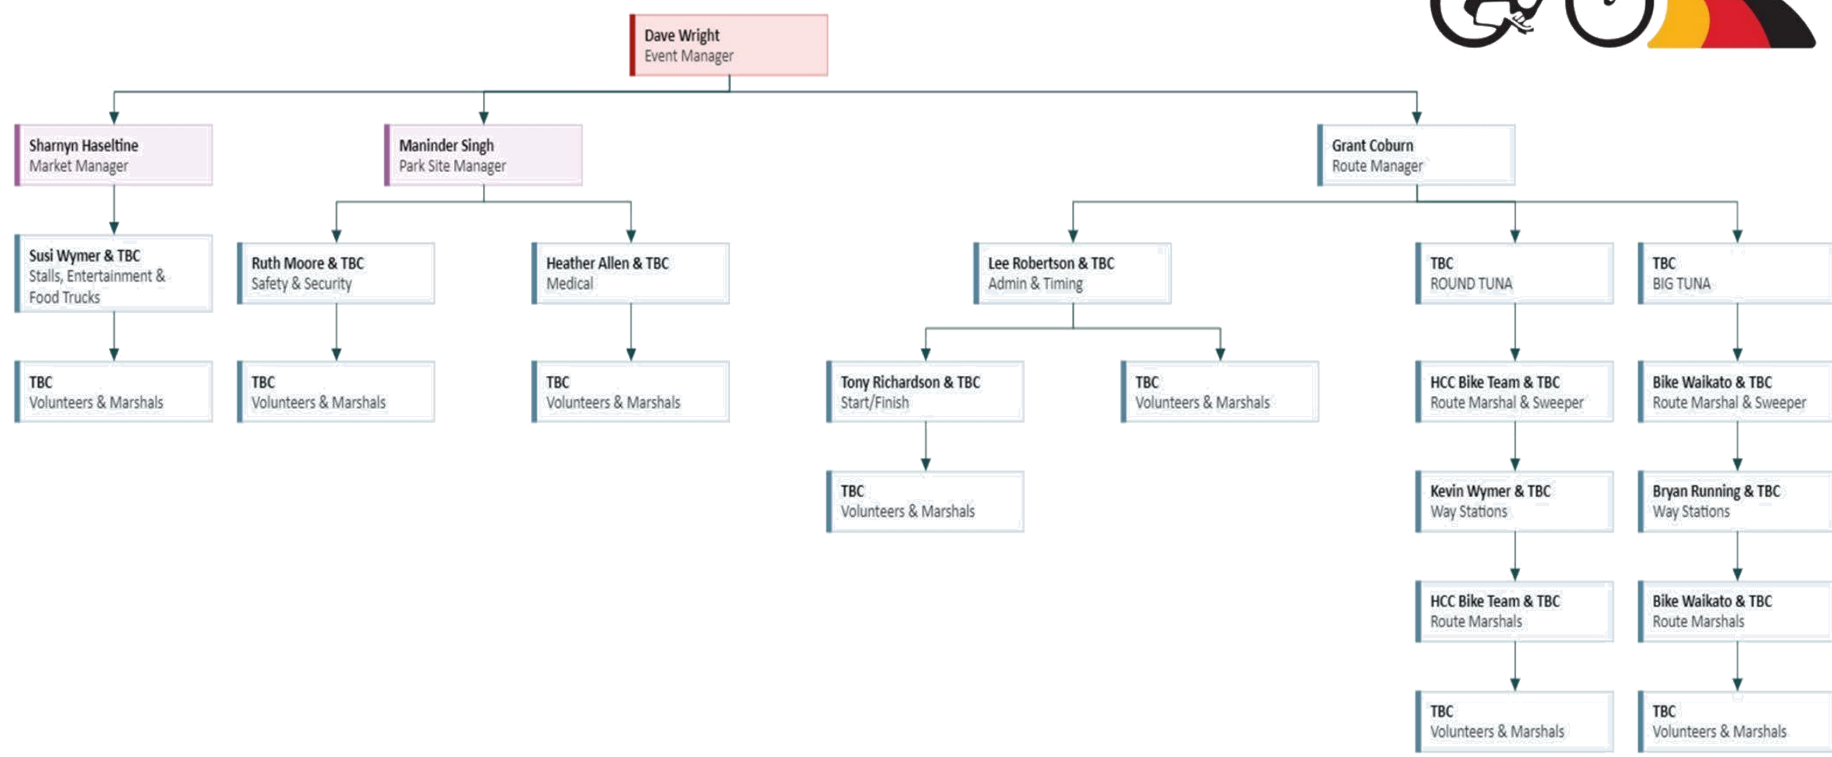 Dave Wright
Event Manager
Sharnyn Haseltine
Market Manager
Maninder Singh
Park Site Manager
Grant Coburn
Route Manager
Susi Wymer & TBC
Stalls, Entertainment &
Food Trucks
Ruth Moore & TBC
Safety & Security
Heather Allen & TBC
Medical
Lee Robertson & TBC
Admin & Timing
TBC
ROUND TUNA
TBC
BIG TUNA
TBC
Volunteers & Marshals
TBC
Volunteers & Marshals
TBC
Volunteers & Marshals
Tony Richardson & TBC
Start/Finish
TBC
Volunteers & Marshals
HCC Bike Team & TBC
Route Marshal & Sweeper
Bike Waikato & TBC
Route Marshal & Sweeper
TBC
Volunteers & Marshals
Kevin Wymer & TBC
Way Stations
Bryan Running & TBC
Way Stations
HCC Bike Team & TBC
Route Marshals
Bike Waikato & TBC
Route Marshals
TBC
Volunteers & Marshals
TBC
Volunteers & Marshals